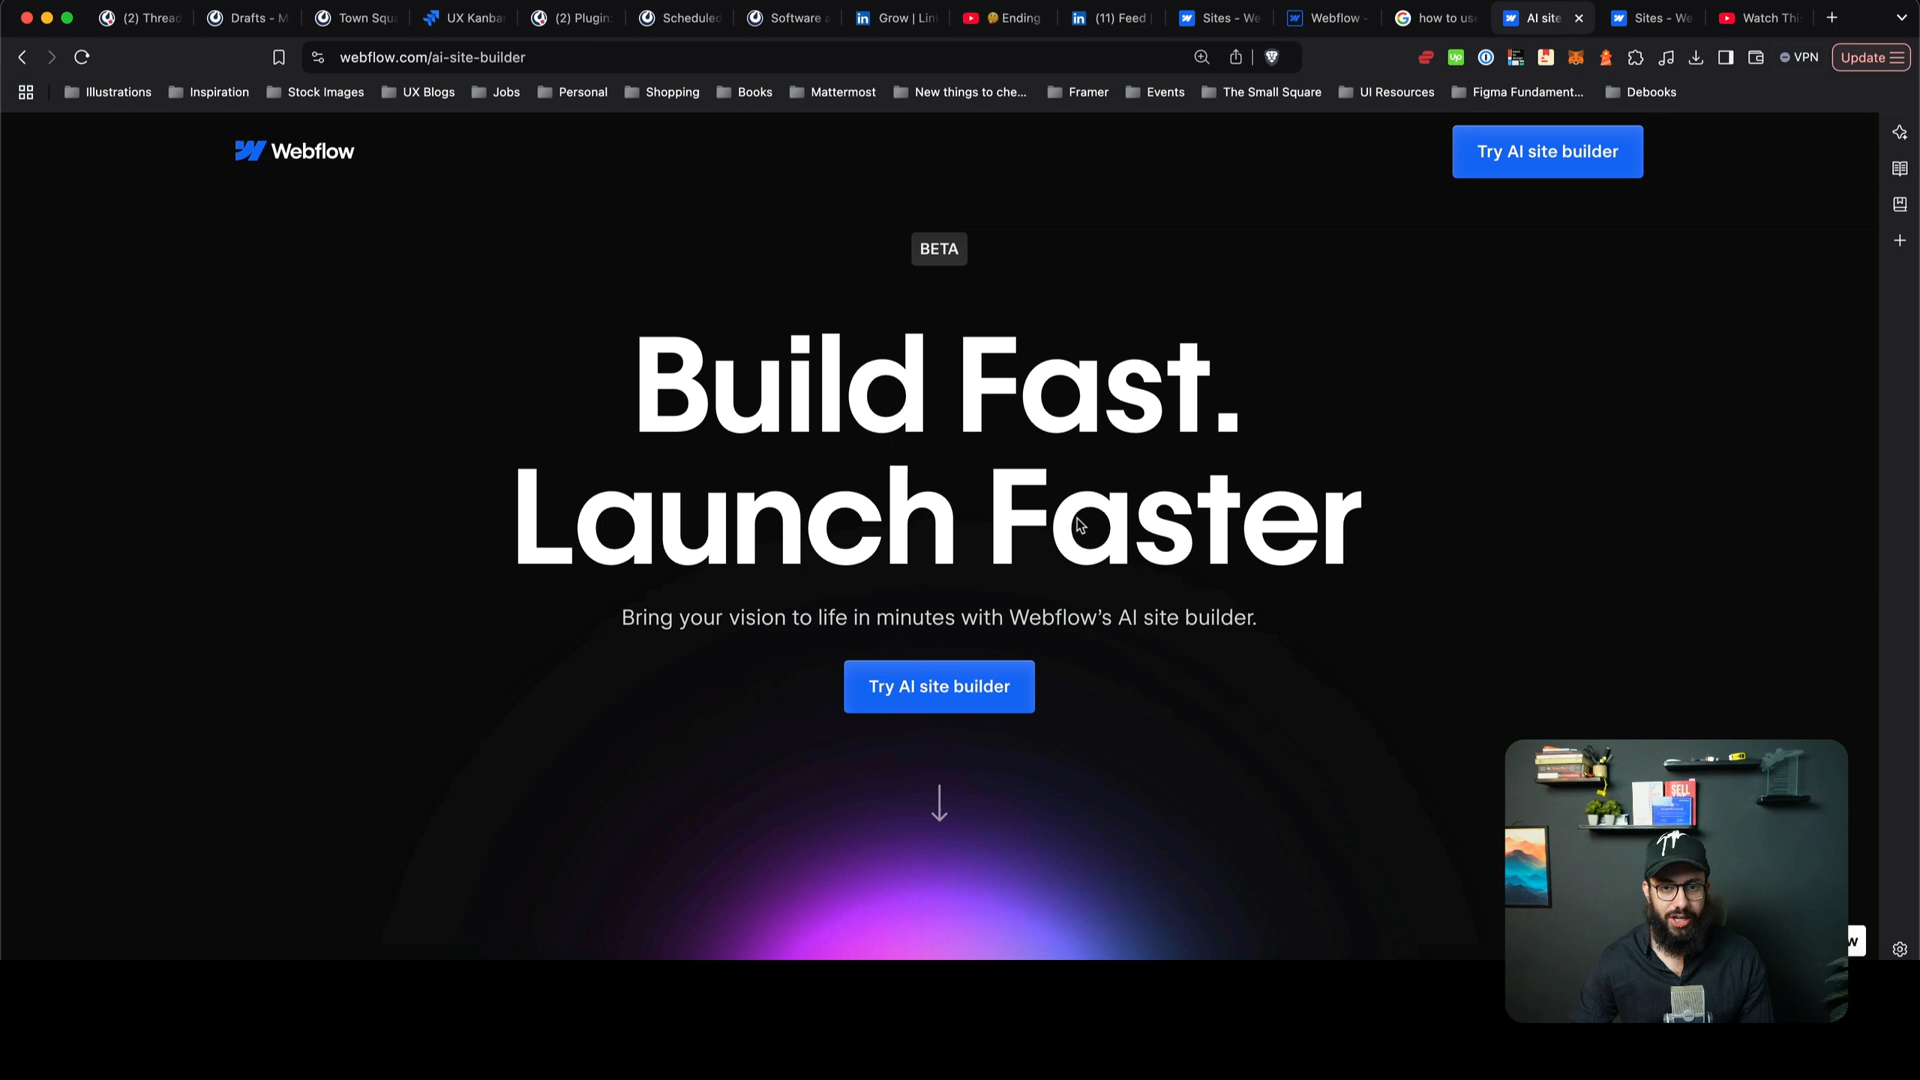 (2) Thread
Drafts - M
Town Squ
UX Kanba
(2) Plugin
Scheduled
Software a
Grow | Lin
Ending
(11) Feed
Sites - We
Webflow -
how to us
AI site
Sites - We
Watch Thi
webflow.com/ai-site-builder
Up
VPN
Update
Illustrations
Inspiration
Stock Images
UX Blogs
Jobs
Personal
Shopping
Books
Mattermost
New things to che...
Framer
Events
The Small Square
UI Resources
Figma Fundament...
Debooks
Webflow
Try AI site builder
BETA
Build Fast.
Launch Faster
Bring your vision to life in minutes with Webflow's AI site builder.
Try AI site builder
SELL
w